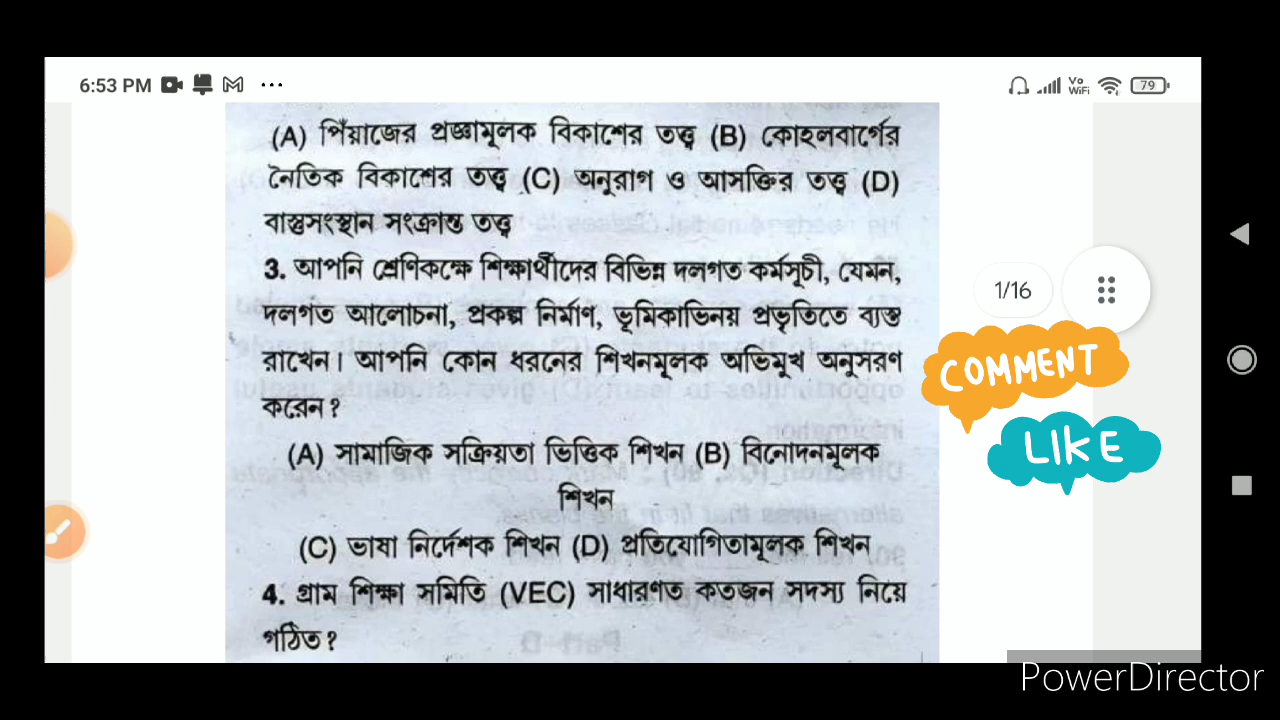 6:53 PM
Vo WiFi
79
(A) পিঁয়াজের প্রজ্ঞামূলক বিকাশের তত্ত্ব (B) কোহলবার্গের
নৈতিক বিকাশের তত্ত্ব (C) অনুরাগ ও আসক্তির তত্ত্ব (D)
বাস্তুসংস্থান সংক্রান্ত তত্ত্ব
3. আপনি শ্রেণিকক্ষে শিক্ষার্থীদের বিভিন্ন দলগত কর্মসূচী, যেমন,
দলগত আলোচনা, প্রকল্প নির্মাণ, ভূমিকাভিনয় প্রভৃতিতে ব্যস্ত
রাখেন। আপনি কোন ধরনের শিখনমূলক অভিমুখ অনুসরণ
করেন?
(A) সামাজিক সক্রিয়তা ভিত্তিক শিখন (B) বিনোদনমূলক
শিখন
(C) ভাষা নির্দেশক শিখন (D) প্রতিযোগিতামূলক শিখন
4. গ্রাম শিক্ষা সমিতি (VEC) সাধারণত কতজন সদস্য নিয়ে
গঠিত?
1/16
COMMENT
LIKE
PowerDirector